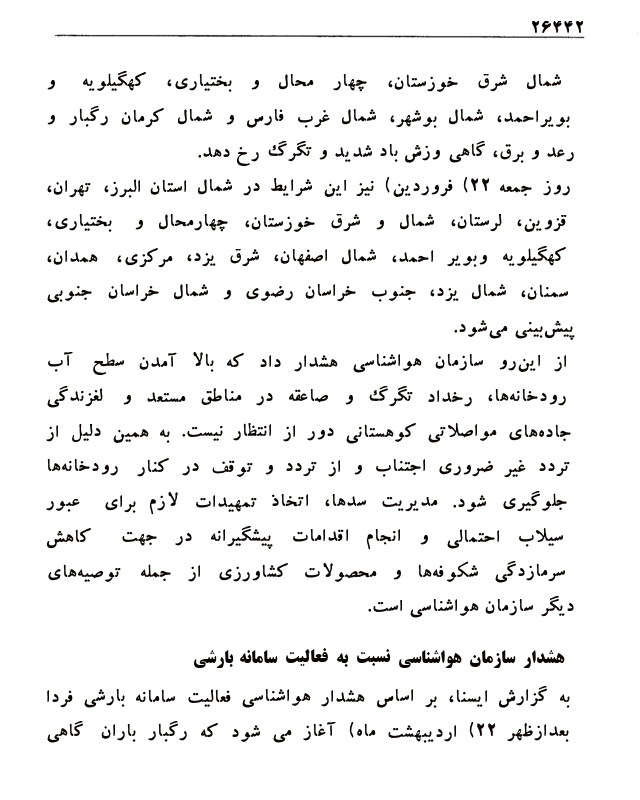 ۲۶۴۴۲
شمال شرق خوزستان، چهار محال و بختیاری، کهگیلویه و
بویراحمد، شمال بوشهر، شمال غرب فارس و شمال کرمان رگبار و
رعد و برق، گاهی وزش باد شدید و تگرگ رخ دهد.
روز جمعه ۲۲) فروردین) نیز این شرایط در شمال استان البرز، تهران،
قزوین، لرستان، شمال و شرق خوزستان، چهارمحال و بختیاری،
کهگیلویه وبویر احمد، شمال اصفهان، شرق یزد، مرکزی، همدان،
سمنان، شمال یزد، جنوب خراسان رضوی و شمال خراسان جنوبی
پیش‌بینی می‌شود.
از این‌رو سازمان هواشناسی هشدار داد که بالا آمدن سطح آب
رودخانه‌ها، رخداد تگرگ و صاعقه در مناطق مستعد و لغزندگی
جاده‌های مواصلاتی کوهستانی دور از انتظار نیست. به همین دلیل از
تردد غیر ضروری اجتناب و از تردد و توقف در کنار رودخانه‌ها
جلوگیری شود. مدیریت سدها، اتخاذ تمهیدات لازم برای عبور
سیلاب احتمالی و انجام اقدامات پیشگیرانه در جهت کاهش
سرمازدگی شکوفه‌ها و محصولات کشاورزی از جمله توصیه‌های
دیگر سازمان هواشناسی است.
هشدار سازمان هواشناسی نسبت به فعالیت سامانه بارشی
به گزارش ایسنا، بر اساس هشدار هواشناسی فعالیت سامانه بارشی فردا
بعدازظهر ۲۲) اردیبهشت ماه) آغاز می شود که رگبار باران گاهی